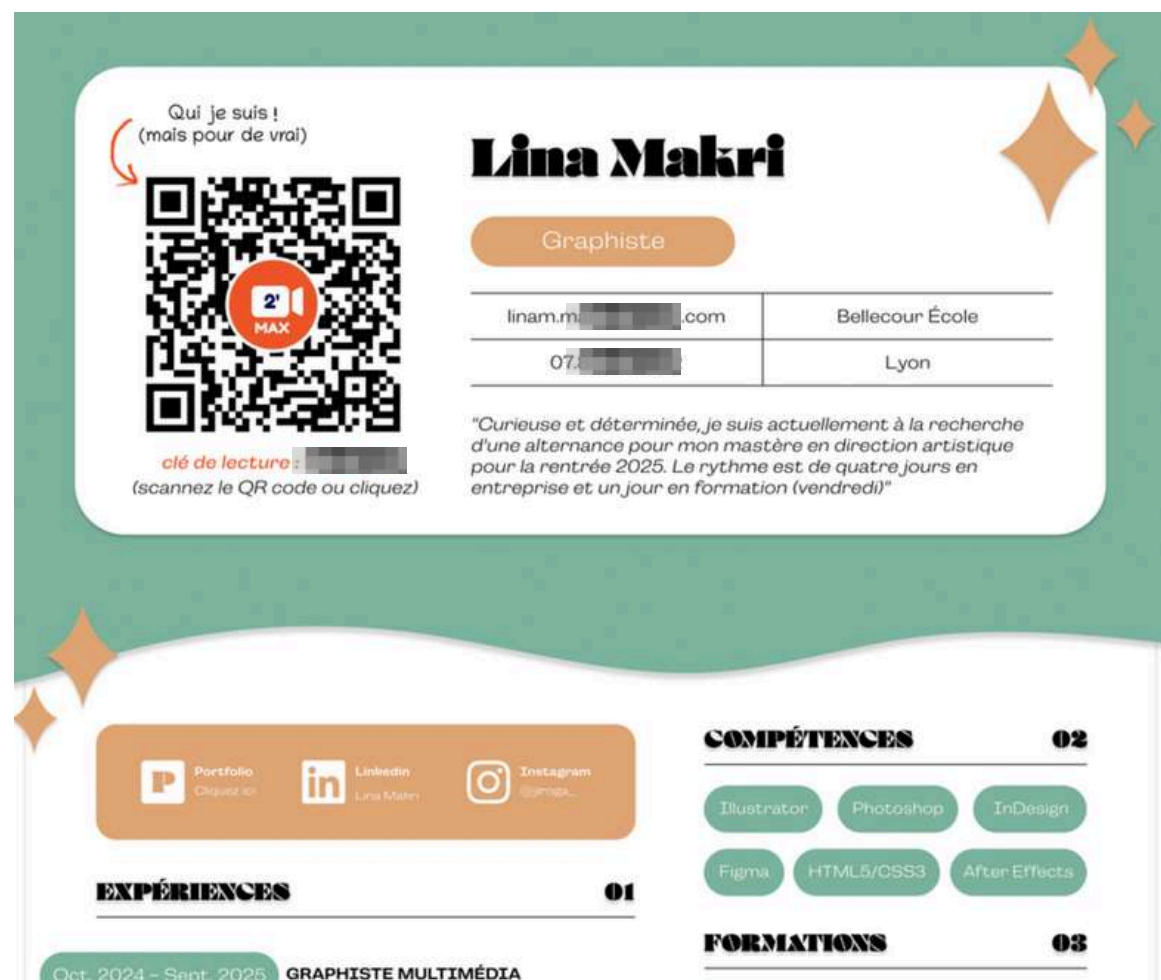 Qui je suis !
(mais pour de vrai)
2'
MAX
clé de lecture :
(scannez le QR code ou cliquez)
Lina Makri
Graphiste
linam.m .com
Bellecour École
07.
Lyon
"Curieuse et déterminée, je suis actuellement à la recherche
d'une alternance pour mon mastère en direction artistique
pour la rentrée 2025. Le rythme est de quatre jours en
entreprise et un jour en formation (vendredi)"
P
Portfolio
Cliquez ici
in
Linkedin
Lina Makri
Instagram
EXPÉRIENCES
01
Oct. 2024 – Sept. 2025
GRAPHISTE MULTIMÉDIA
COMPÉTENCES
02
Illustrator
Photoshop
InDesign
Figma
HTML5/CSS3
After Effects
FORMATIONS
03